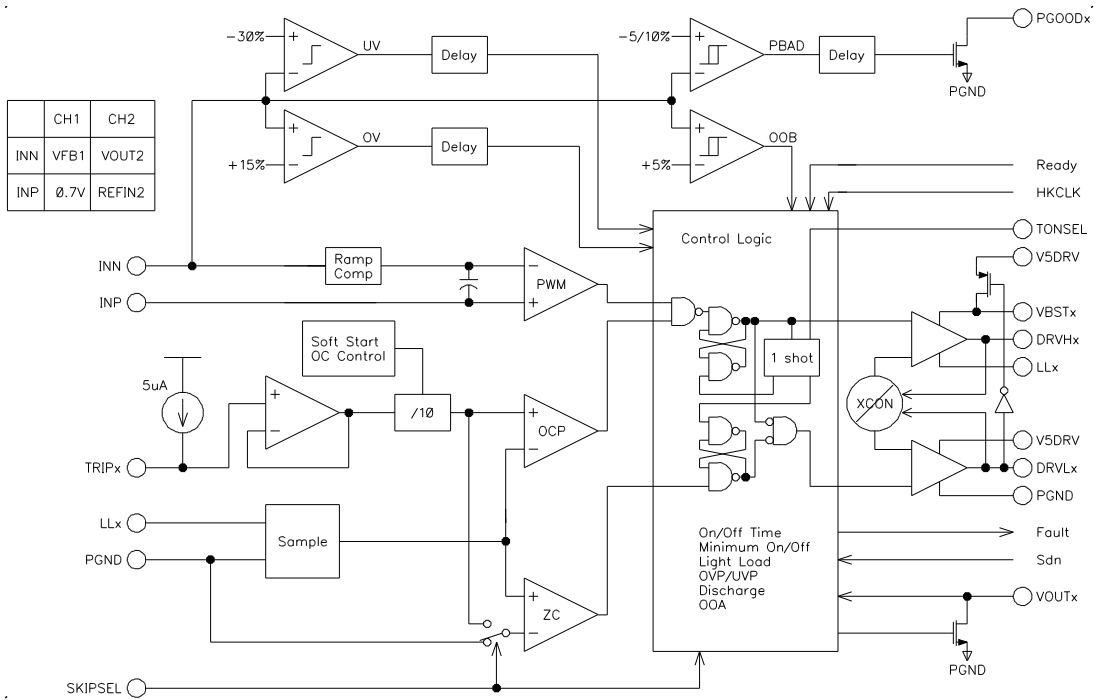 PGOODx
-30%
UV
Delay
-5/10%
PBAD
Delay
PGND
CH1 CH2
INN VFB1 VOUT2
INP 0.7V REFIN2
+15%
OV
Delay
+5%
OOB
Ready
HKCLK
TONSEL
Control Logic
V5DRV
INN
Ramp
Comp
PWM
INP
VBSTx
DRVHx
LLx
Soft Start
OC Control
1 shot
5uA
/10
XCON
OCP
TRIPx
V5DRV
DRVLx
PGND
LLx
Sample
PGND
On/Off Time
Minimum On/Off
Light Load
OVP/UVP
Discharge
OOA
Fault
Sdn
VOUTx
ZC
PGND
SKIPSEL